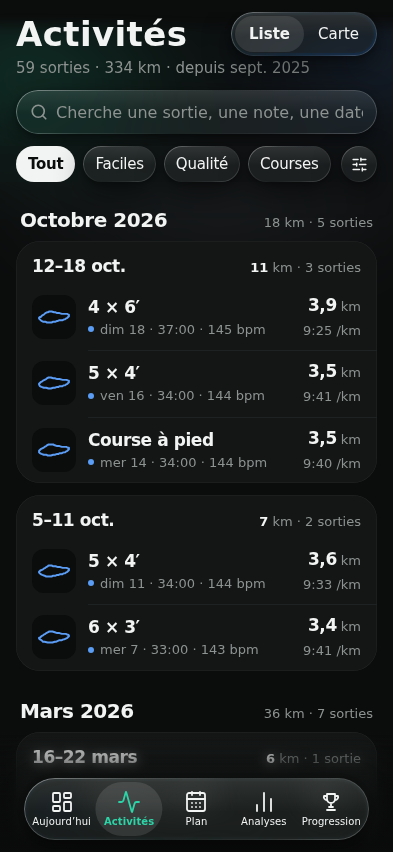 Activités
Liste
Carte
59 sorties · 334 km · depuis sept. 2025
Cherche une sortie, une note, une date
Tout
Faciles
Qualité
Courses
Octobre 2026
18 km · 5 sorties
12–18 oct.
11 km · 3 sorties
4 × 6′
3,9 km
dim 18 · 37:00 · 145 bpm
9:25 /km
5 × 4′
3,5 km
ven 16 · 34:00 · 144 bpm
9:41 /km
Course à pied
3,5 km
mer 14 · 34:00 · 144 bpm
9:40 /km
5–11 oct.
7 km · 2 sorties
5 × 4′
3,6 km
dim 11 · 34:00 · 144 bpm
9:33 /km
6 × 3′
3,4 km
mer 7 · 33:00 · 143 bpm
9:41 /km
Mars 2026
36 km · 7 sorties
16–22 mars
6 km · 1 sortie
Aujourd’hui
Activités
Plan
Analyses
Progression